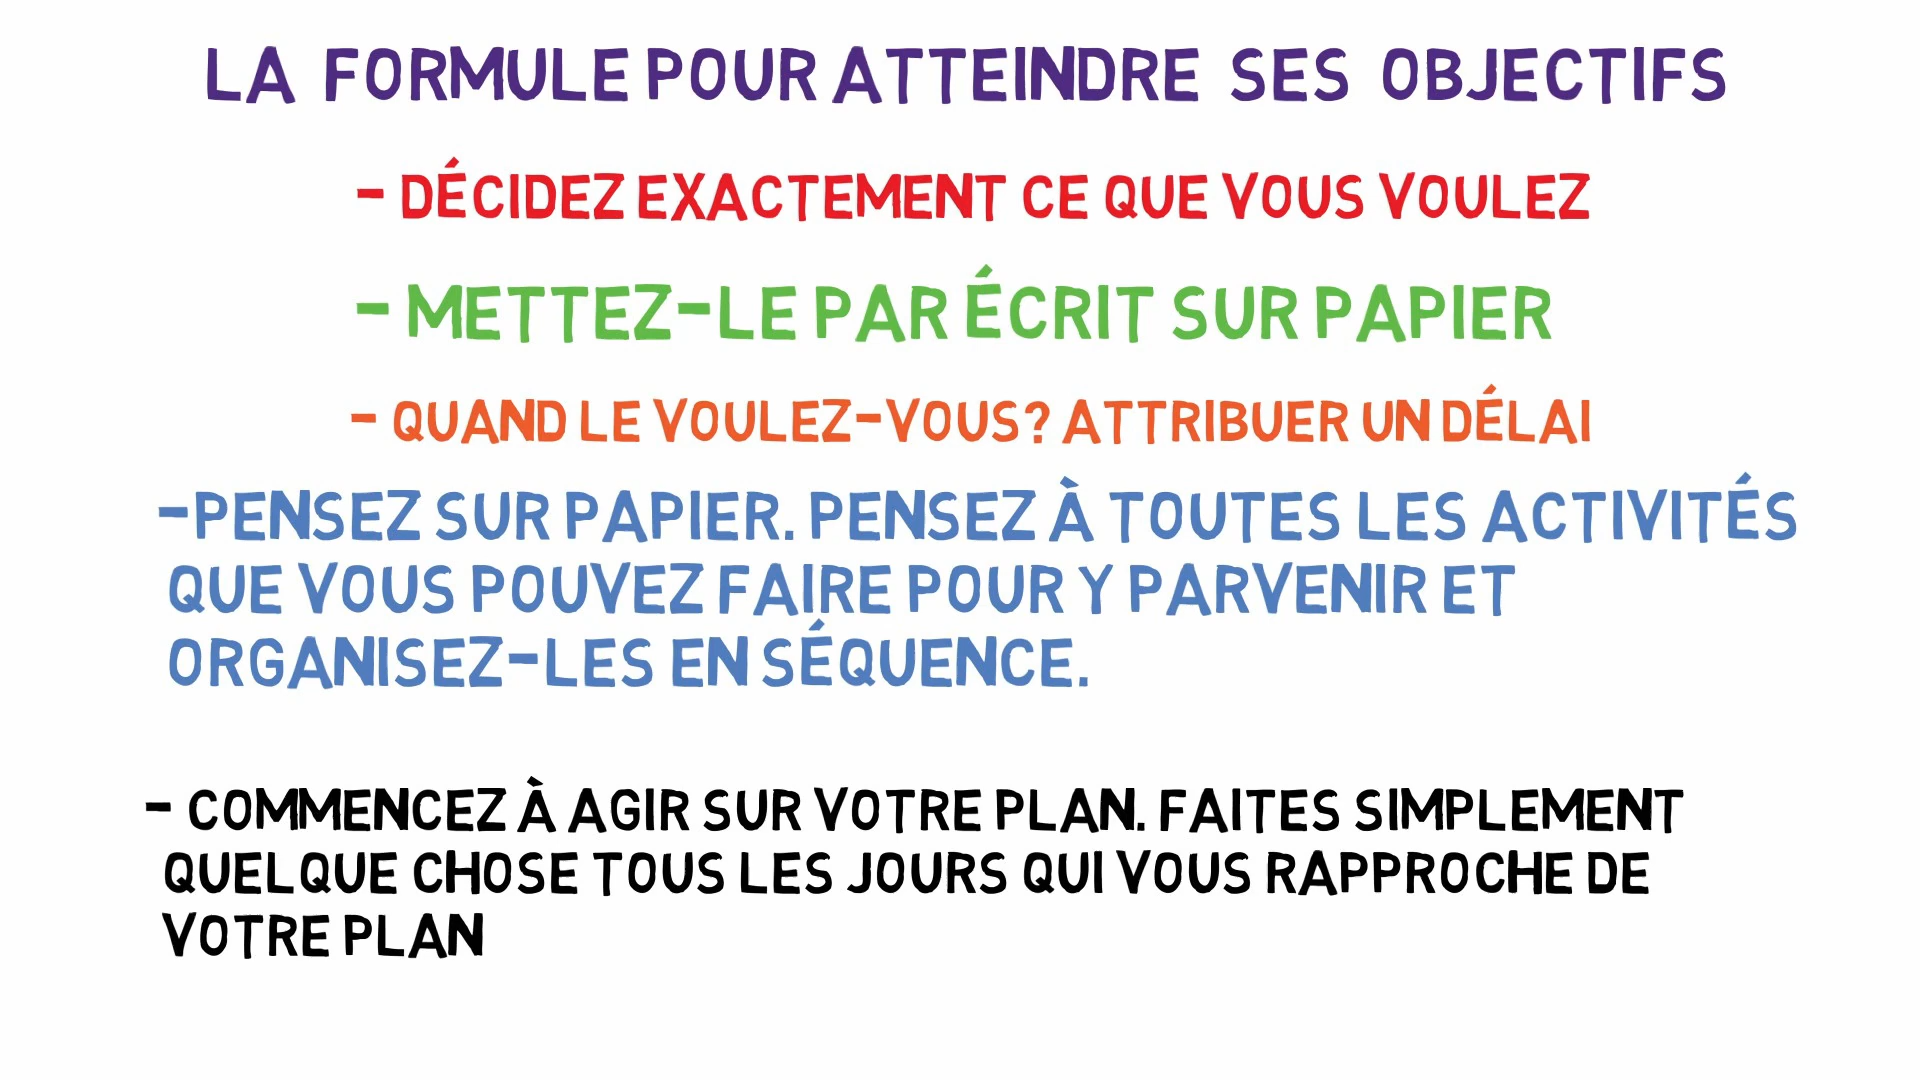 LA FORMULE POUR ATTEINDRE SES OBJECTIFS
- DÉCIDEZ EXACTEMENT CE QUE VOUS VOULEZ
- METTEZ-LE PAR ÉCRIT SUR PAPIER
- QUAND LE VOULEZ-VOUS? ATTRIBUER UN DÉLAI
-PENSEZ SUR PAPIER. PENSEZ À TOUTES LES ACTIVITÉS
QUE VOUS POUVEZ FAIRE POUR Y PARVENIR ET
ORGANISEZ-LES EN SÉQUENCE.
- COMMENCEZ À AGIR SUR VOTRE PLAN. FAITES SIMPLEMENT
QUELQUE CHOSE TOUS LES JOURS QUI VOUS RAPPROCHE DE
VOTRE PLAN